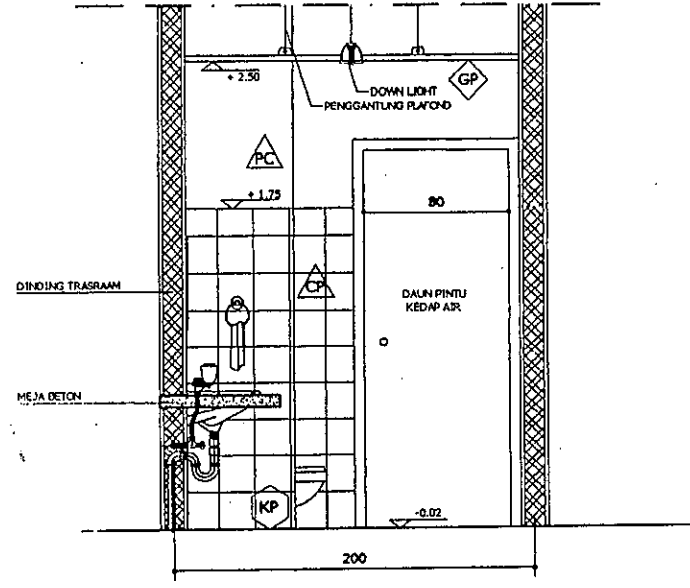 + 2.50
DOWN LIGHT
PENGGANTUNG PLAFOND
GP
PC
+ 1.75
80
DINDING TRASRAAM
CP
DAUN PINTU
KEDAP AIR
MEJA BETON
KP
-0.02
200